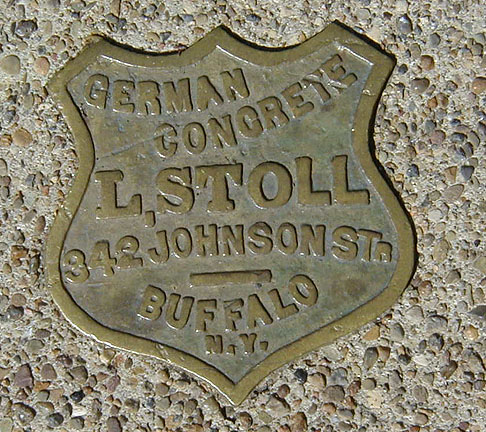 GERMAN
CONCRETE
L, STOLL
342 JOHNSON ST.
BUFFALO
N.Y.